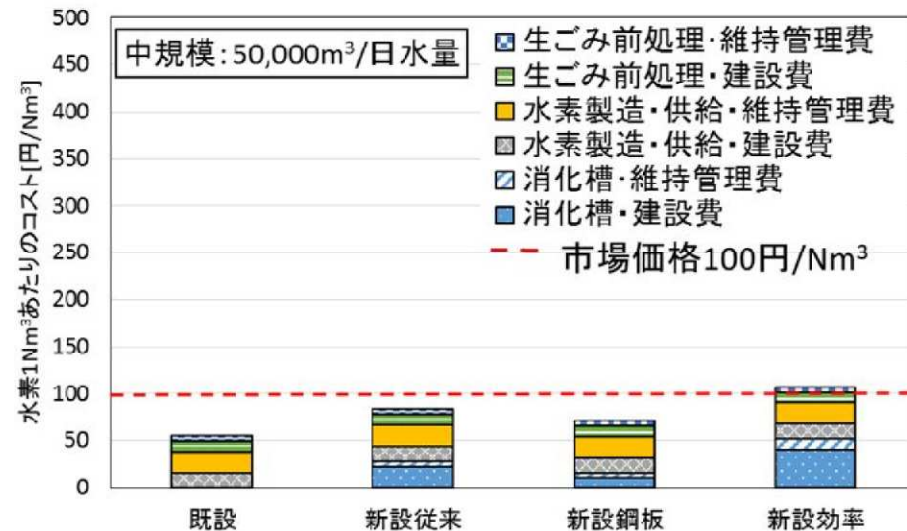 水素1Nm³あたりのコスト[円/Nm³]
500
450
400
350
300
250
200
150
100
50
0
中規模：50,000m³/日水量
生ごみ前処理・維持管理費
生ごみ前処理・建設費
水素製造・供給・維持管理費
水素製造・供給・建設費
消化槽・維持管理費
消化槽・建設費
市場価格100円/Nm³
既設
新設従来
新設鋼板
新設効率